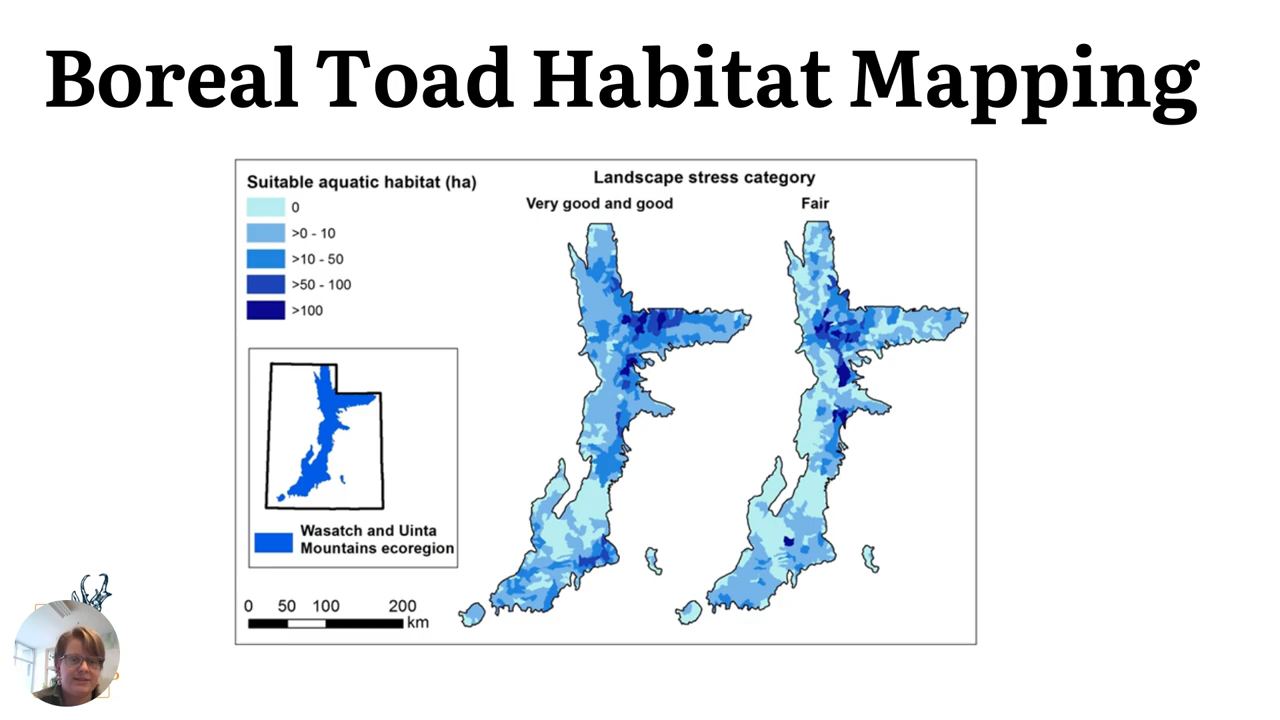 Boreal Toad Habitat Mapping
Suitable aquatic habitat (ha)
0
>0 - 10
>10 - 50
>50 - 100
>100
Landscape stress category
Very good and good
Fair
Wasatch and Uinta
Mountains ecoregion
0 50 100 200
km